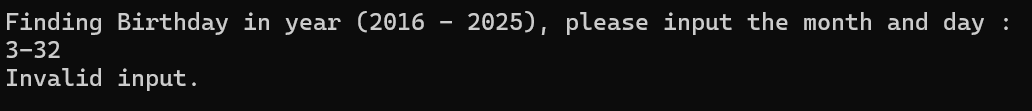 Finding Birthday in year (2016 - 2025), please input the month and day :
3-32
Invalid input.